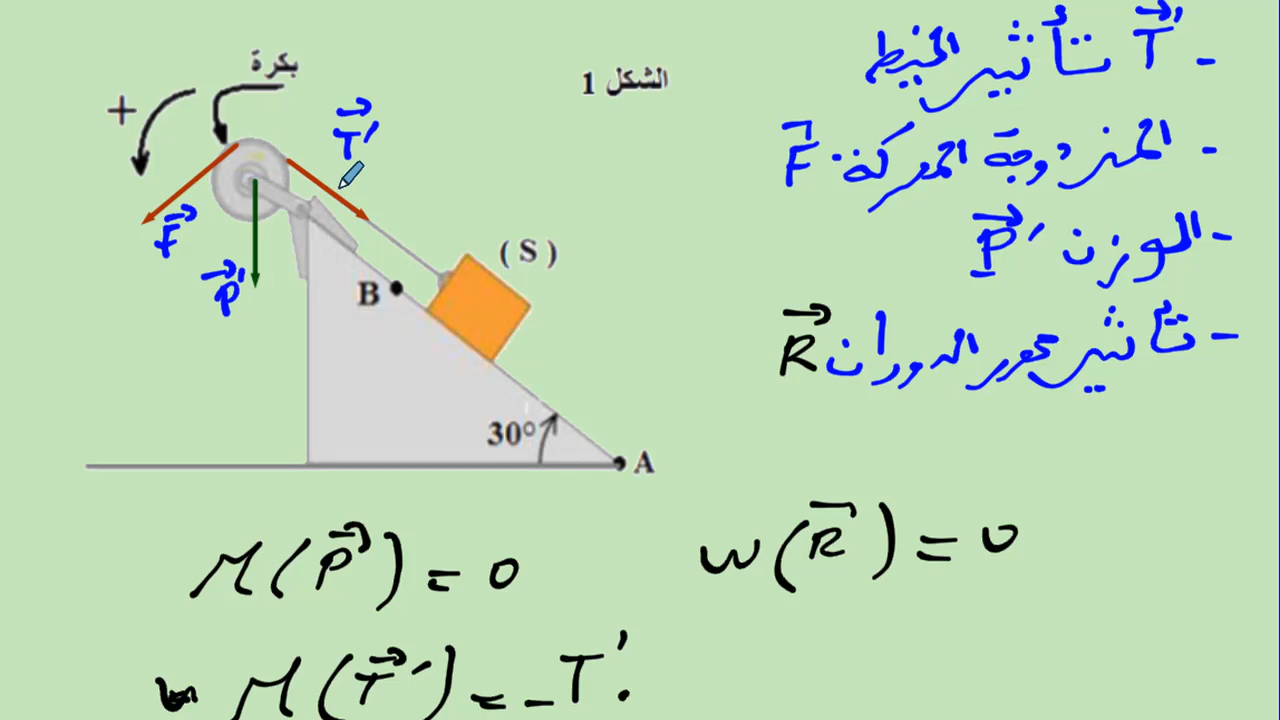 الشكل 1
بكرة
+
T'
F
P'
( S )
B
30°
A
- T' تأثير الخيط
- المزدوجة المحركة F
- الوزن P'
- تأثير محور الدوران R
M(P) = 0
W(R) = 0
M(T') = -T'.